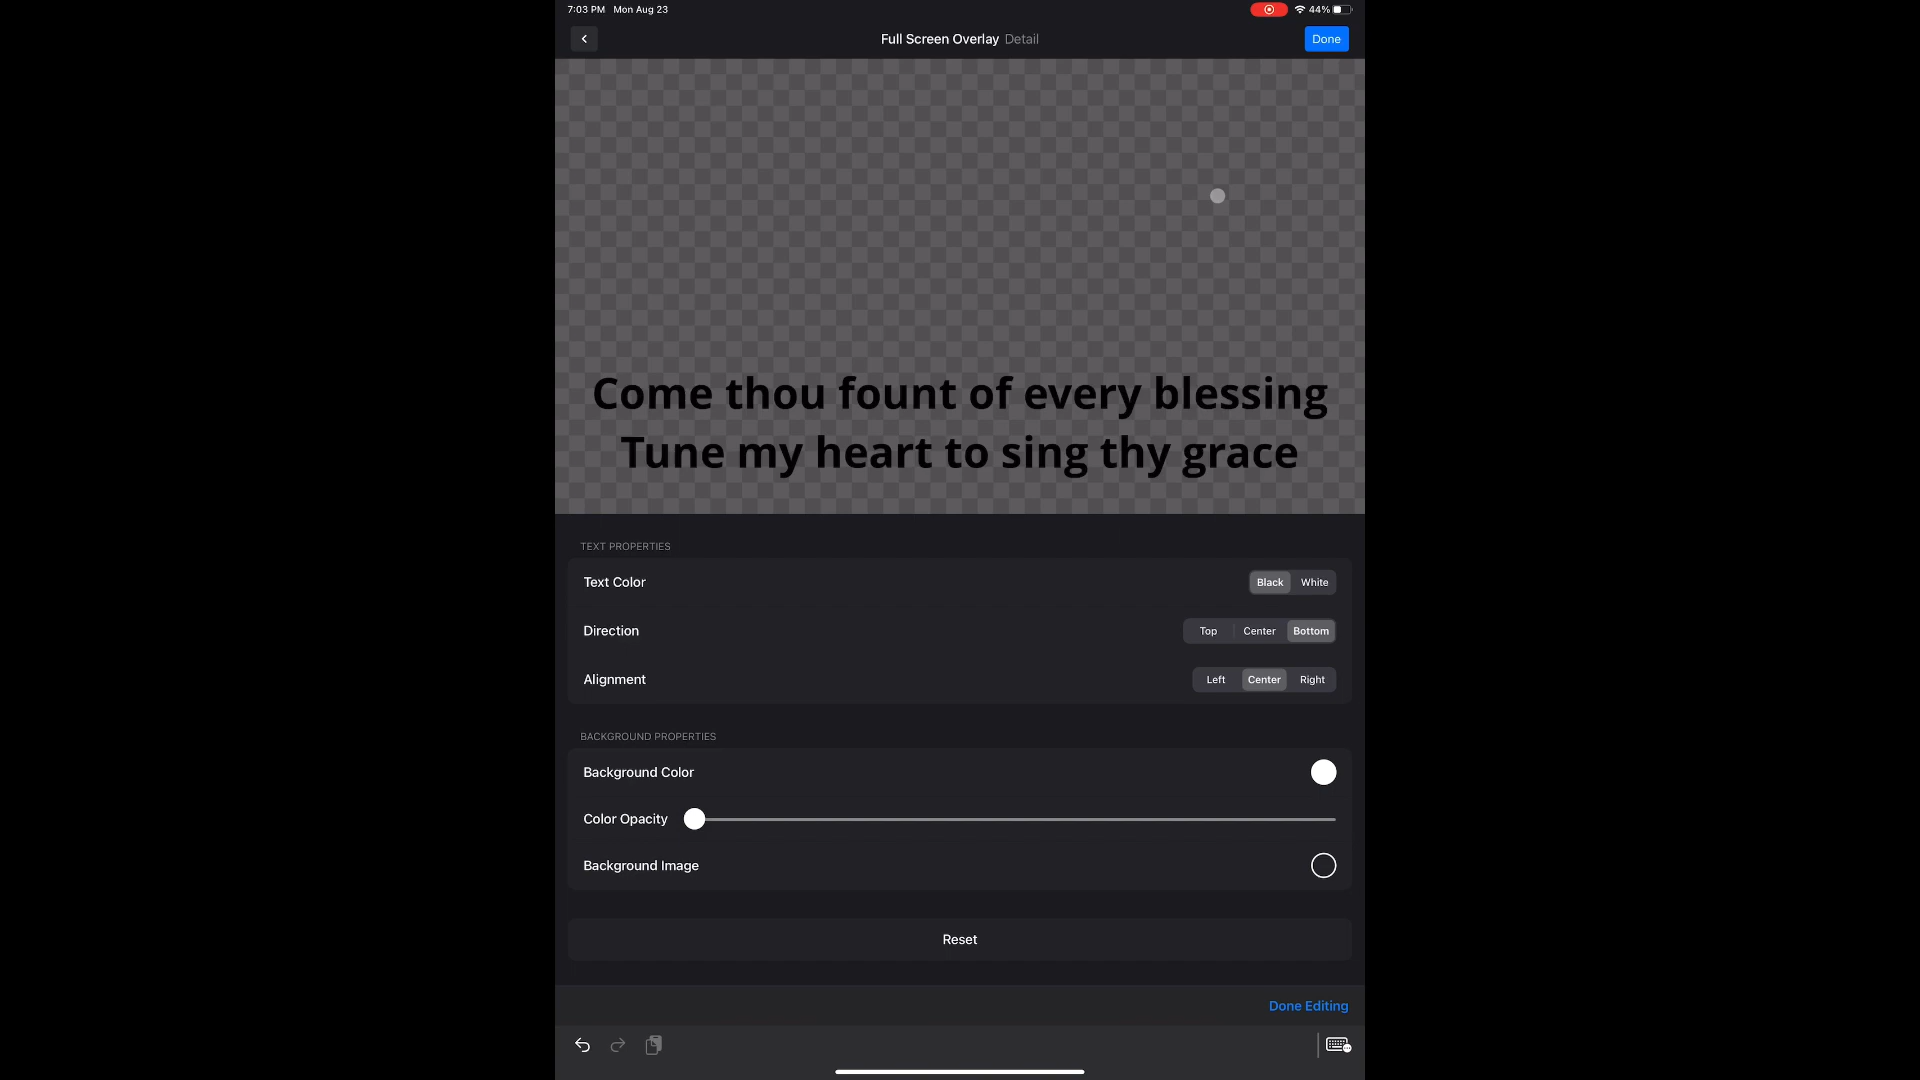 7:03 PM Mon Aug 23
44%
Full Screen Overlay Detail
Done
Come thou fount of every blessing
Tune my heart to sing thy grace
TEXT PROPERTIES
Text Color
Black White
Direction
Top Center Bottom
Alignment
Left Center Right
BACKGROUND PROPERTIES
Background Color
Color Opacity
Background Image
Reset
Done Editing